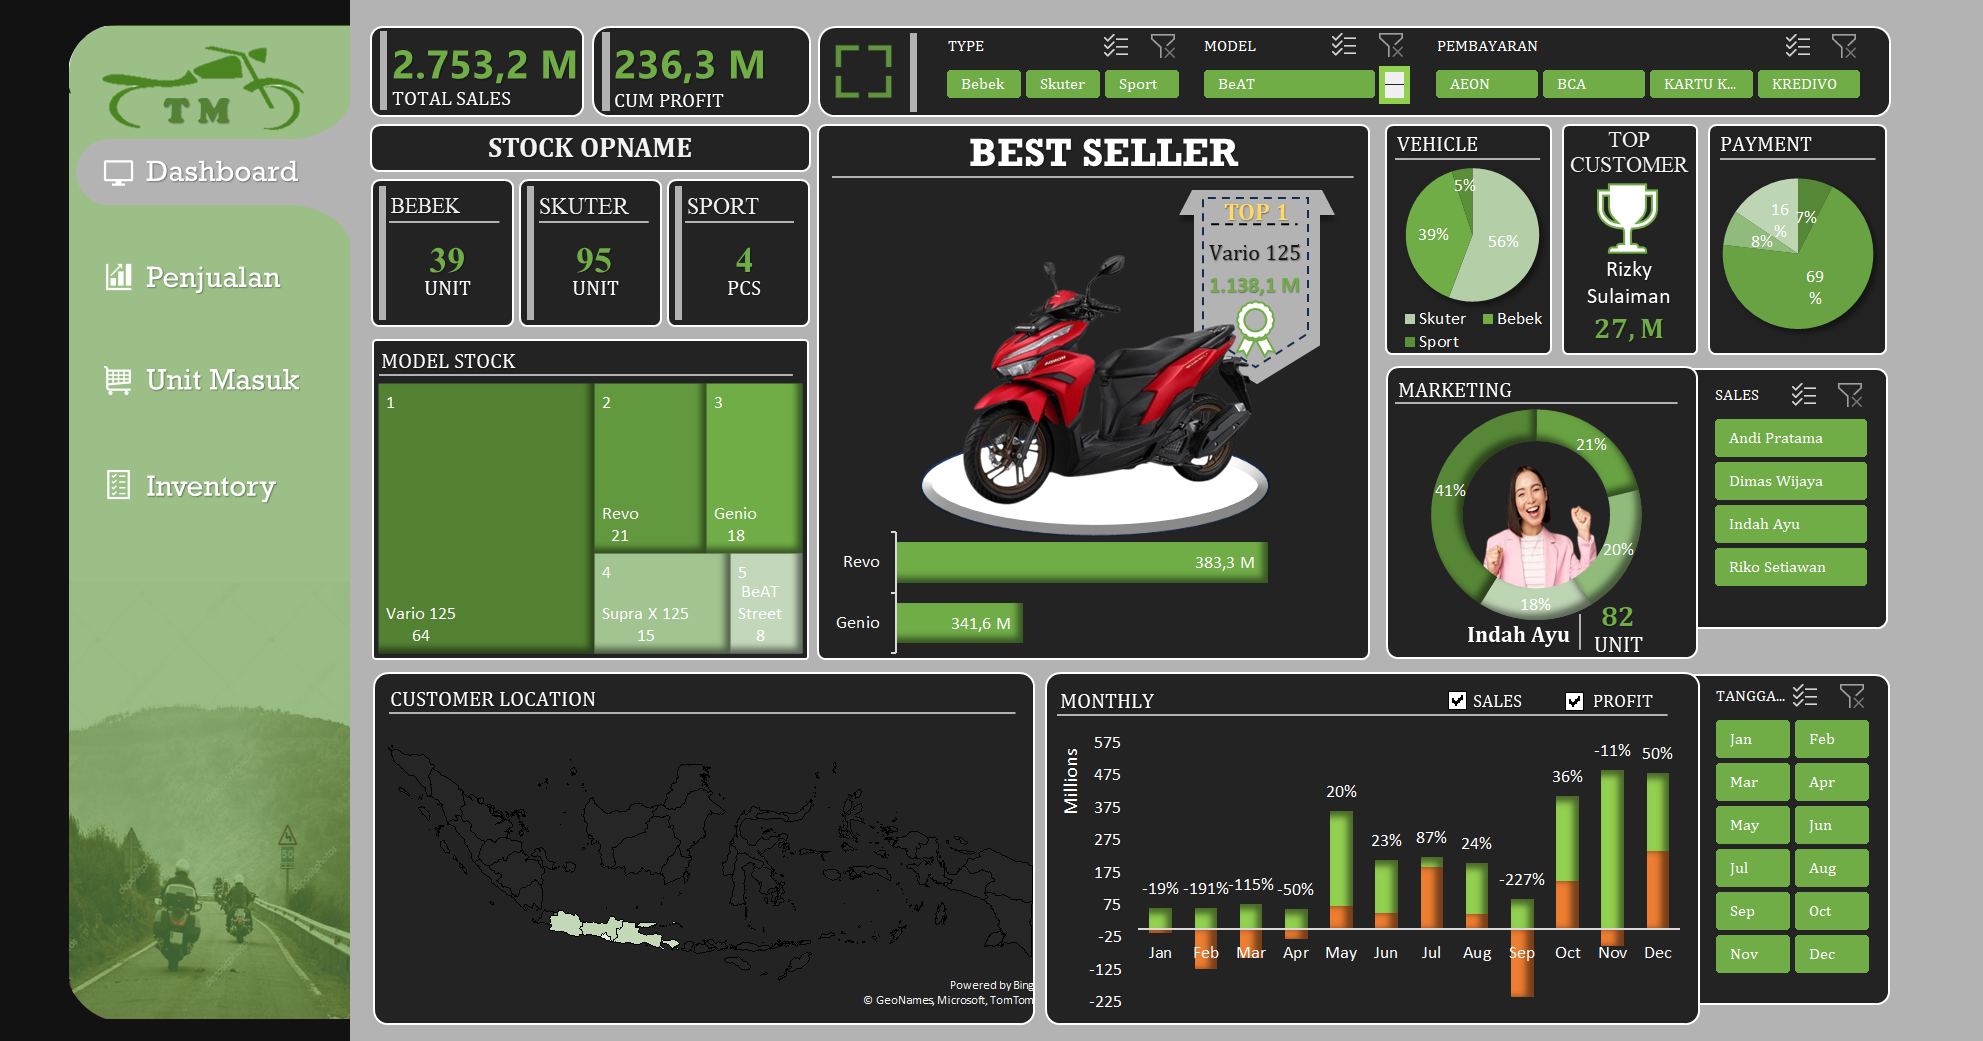 TM
Dashboard
Penjualan
Unit Masuk
Inventory
2.753,2 M
TOTAL SALES
236,3 M
CUM PROFIT
TYPE
Bebek
Skuter
Sport
MODEL
BeAT
PEMBAYARAN
AEON
BCA
KARTU K...
KREDIVO
STOCK OPNAME
BEBEK
39
UNIT
SKUTER
95
UNIT
SPORT
4
PCS
MODEL STOCK
1
Vario 125
64
2
Revo
21
3
Genio
18
4
Supra X 125
15
5
BeAT
Street
8
BEST SELLER
TOP 1
Vario 125
1.138,1 M
Revo
383,3 M
Genio
341,6 M
VEHICLE
5%
39%
56%
Skuter
Bebek
Sport
TOP
CUSTOMER
Rizky
Sulaiman
27, M
PAYMENT
16
%
7%
8%
69
%
MARKETING
21%
41%
20%
18%
Indah Ayu
82
UNIT
SALES
Andi Pratama
Dimas Wijaya
Indah Ayu
Riko Setiawan
CUSTOMER LOCATION
Powered by Bing
© GeoNames, Microsoft, TomTom
MONTHLY
SALES
PROFIT
Millions
575
475
375
275
175
75
-25
-125
-225
-19%
-191%
-115%
-50%
20%
23%
87%
24%
-227%
36%
-11%
50%
Jan
Feb
Mar
Apr
May
Jun
Jul
Aug
Sep
Oct
Nov
Dec
TANGGA...
Jan
Feb
Mar
Apr
May
Jun
Jul
Aug
Sep
Oct
Nov
Dec
50